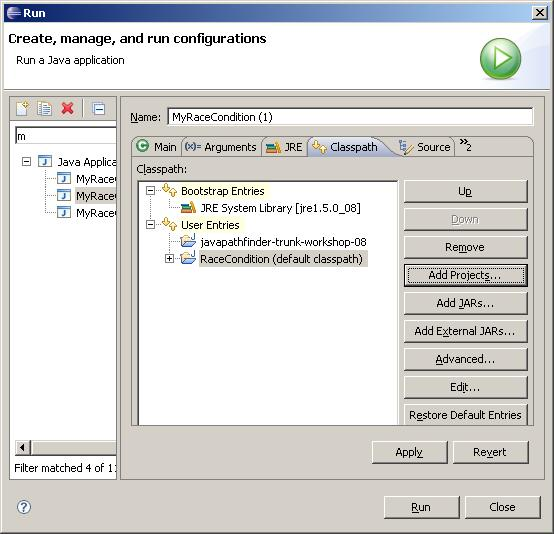 Run
Create, manage, and run configurations
Run a Java application
m
Java Applica
MyRace
MyRace
MyRace
Filter matched 4 of 11
Name: MyRaceCondition (1)
Main (x)= Arguments JRE Classpath Source »2
Classpath:
Bootstrap Entries
JRE System Library [jre1.5.0_08]
User Entries
javapathfinder-trunk-workshop-08
RaceCondition (default classpath)
Up
Down
Remove
Add Projects...
Add JARs...
Add External JARs...
Advanced...
Edit...
Restore Default Entries
Apply Revert
? Run Close